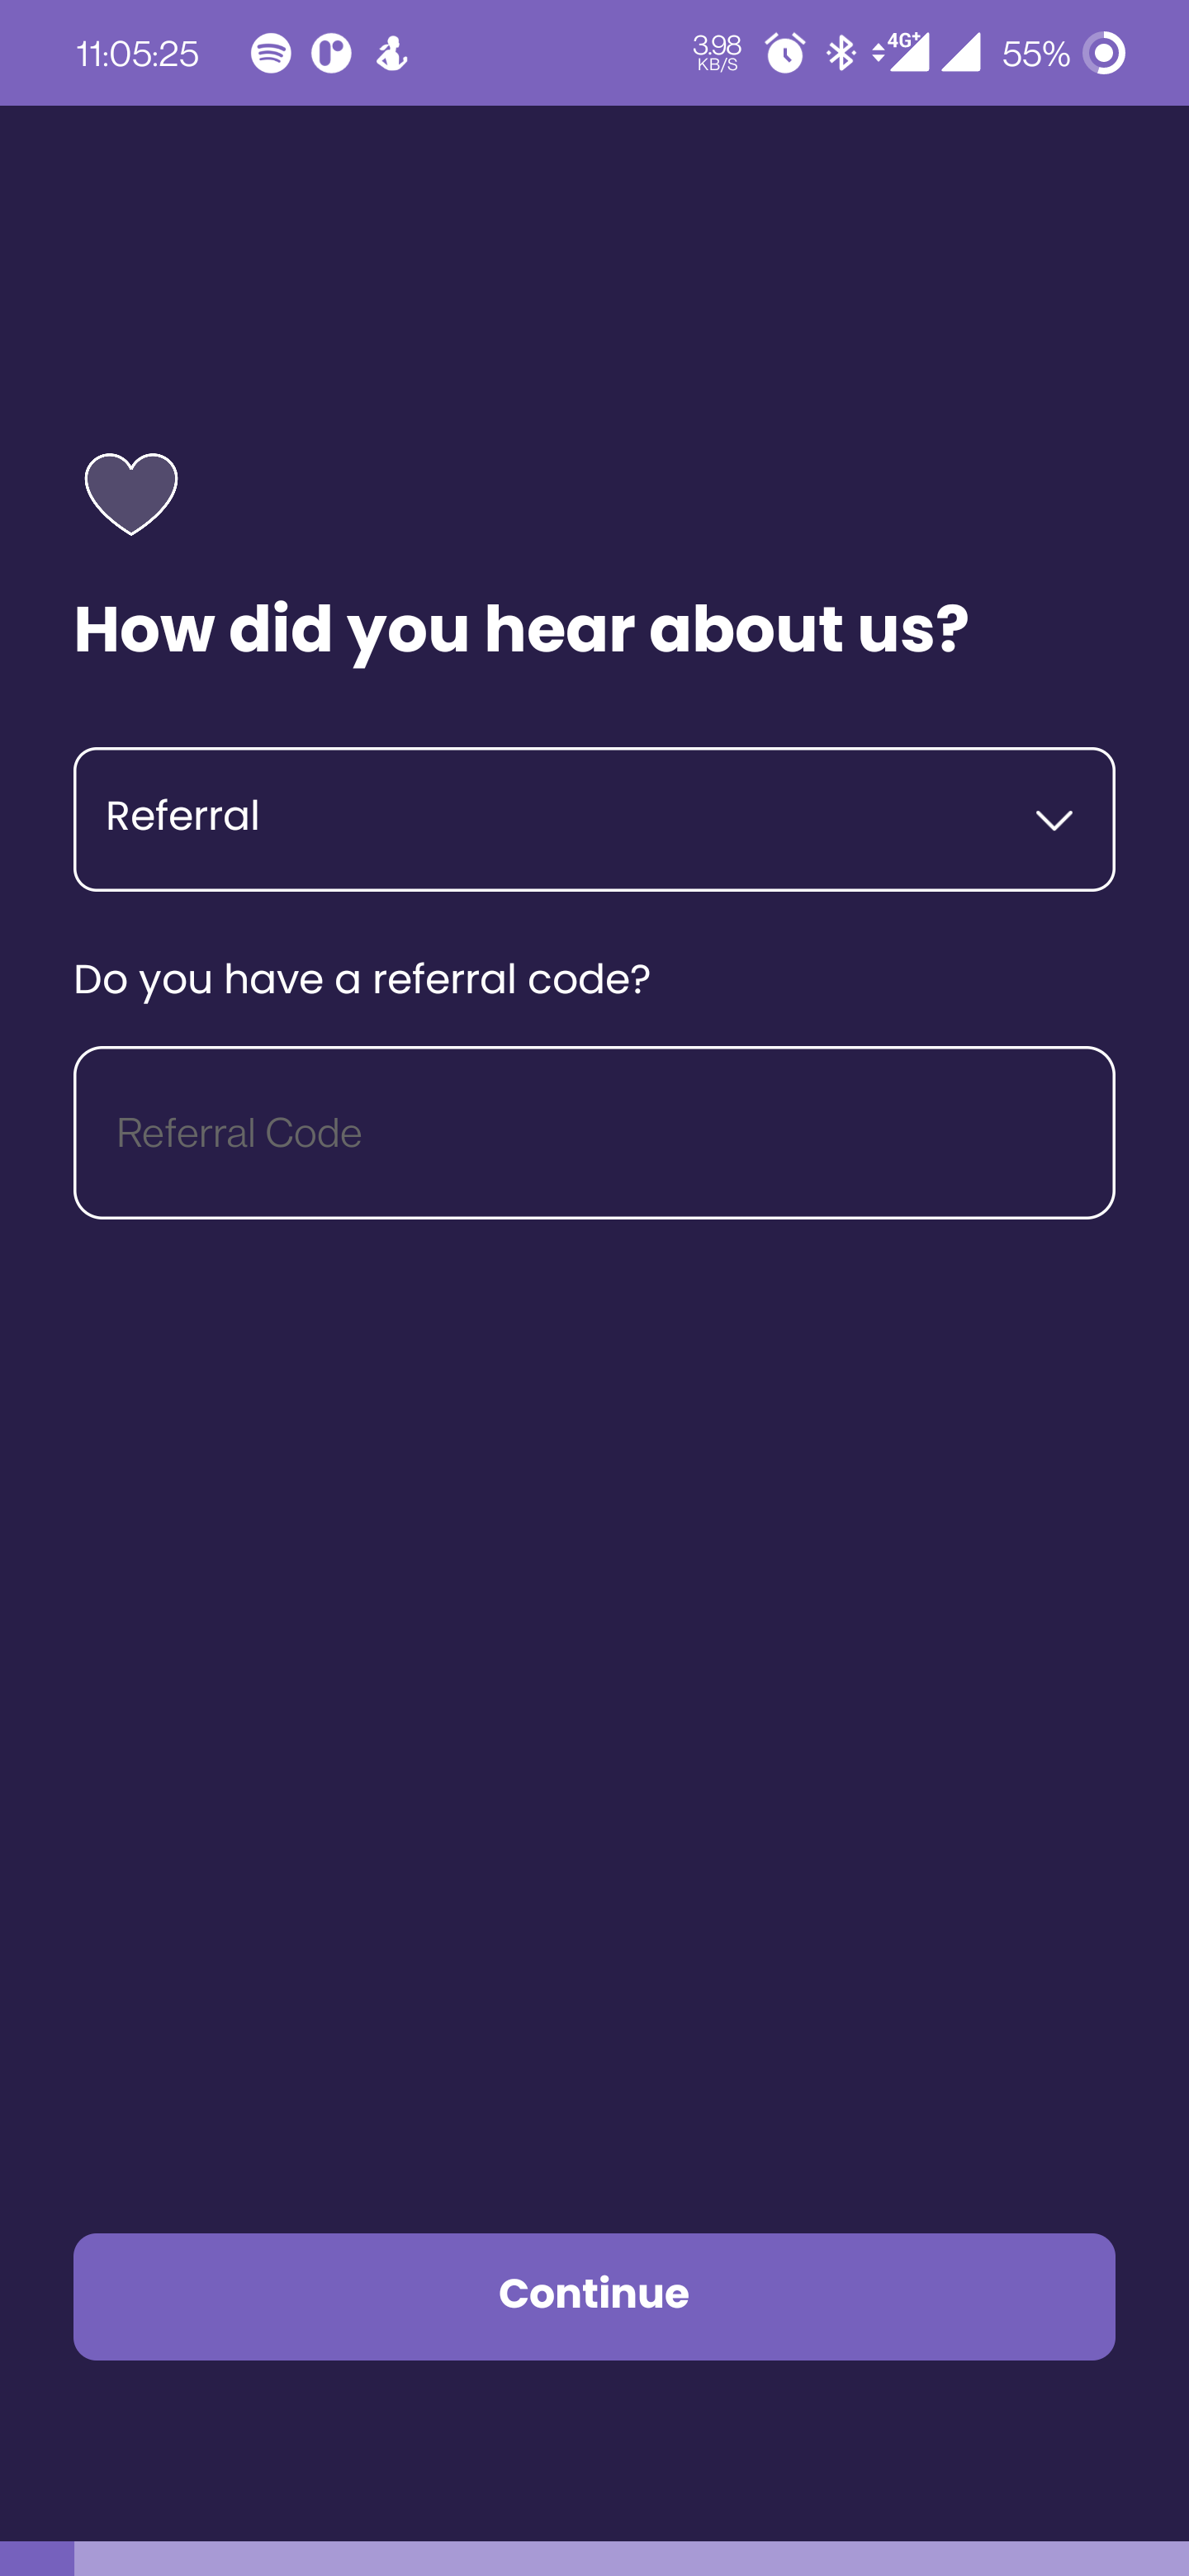 11:05:25 3.98 KB/S 4G+ 55%
How did you hear about us?
Referral
Do you have a referral code?
Referral Code
Continue